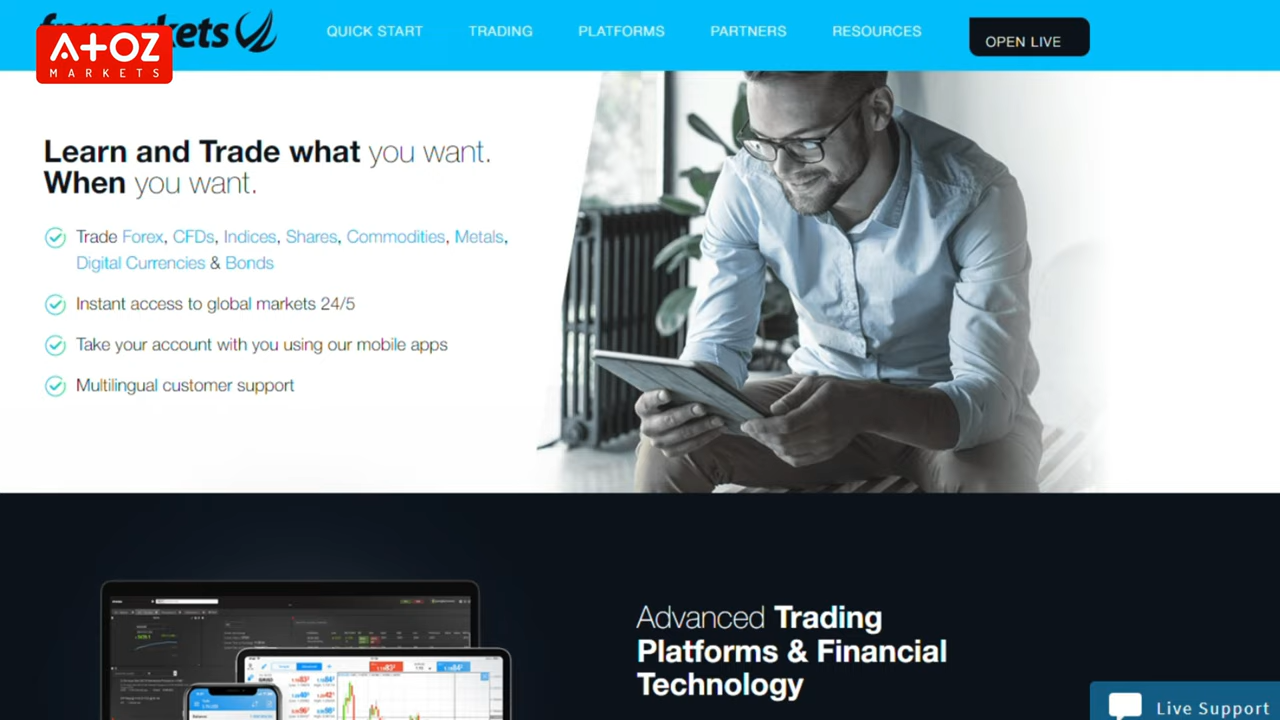 A+OZ
MARKETS
QUICK START
TRADING
PLATFORMS
PARTNERS
RESOURCES
OPEN LIVE
Learn and Trade what you want.
When you want.
Trade Forex, CFDs, Indices, Shares, Commodities, Metals,
Digital Currencies & Bonds
Instant access to global markets 24/5
Take your account with you using our mobile apps
Multilingual customer support
Advanced Trading
Platforms & Financial
Technology
Live Support